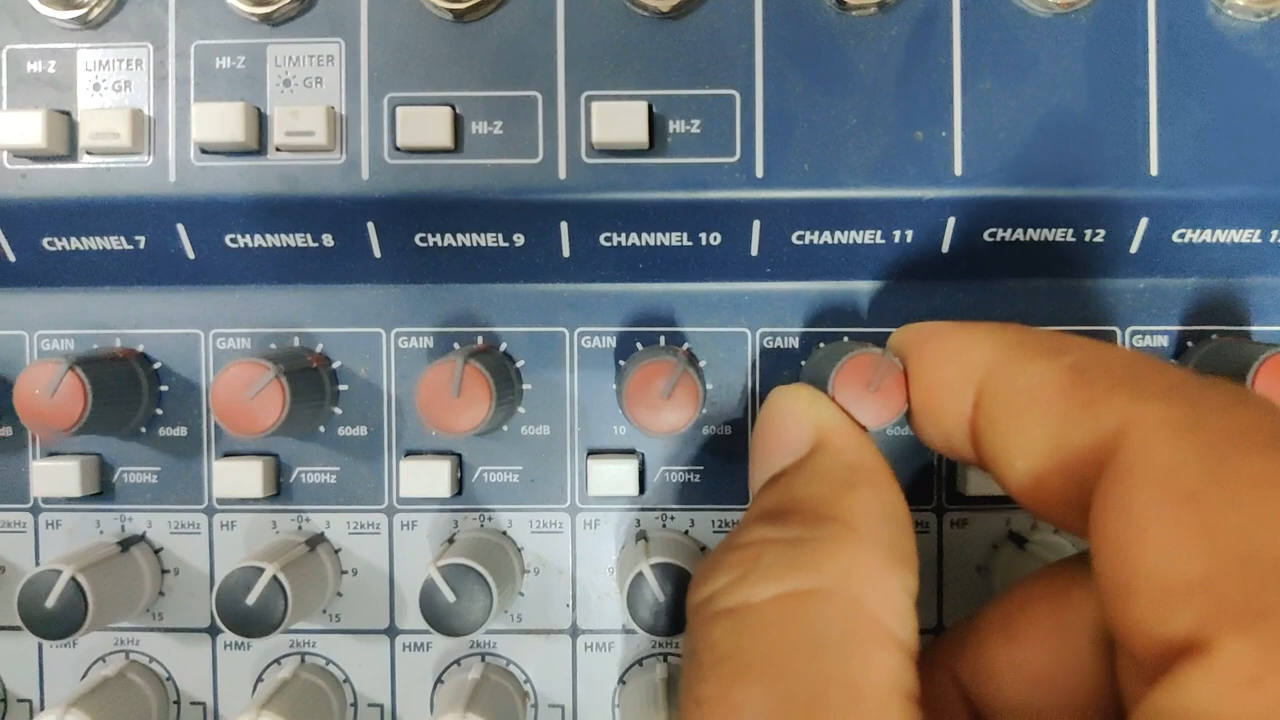 HI-Z LIMITER GR
HI-Z LIMITER GR
HI-Z
HI-Z
CHANNEL 7 CHANNEL 8 CHANNEL 9 CHANNEL 10 CHANNEL 11 CHANNEL 12
GAIN GAIN GAIN GAIN GAIN GAIN
60dB 60dB 60dB 10 60dB
/100Hz /100Hz /100Hz /100Hz
HF 3 -0+ 3 12kHz HF 3 -0+ 3 12kHz HF 3 -0+ 3 12kHz HF 3 -0+ 3 HF
9 9 9 9
15 15 15
HMF 2kHz HMF 2kHz HMF 2kHz HMF 2kHz